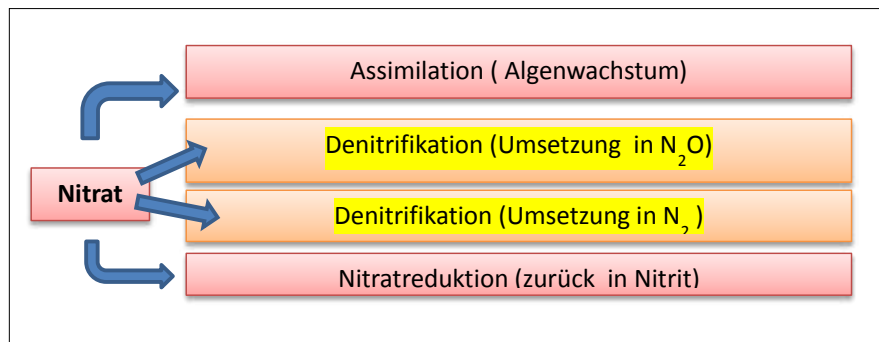 Assimilation ( Algenwachstum)
Denitrifikation (Umsetzung in N₂O)
Nitrat
Denitrifikation (Umsetzung in N₂ )
Nitratreduktion (zurück in Nitrit)